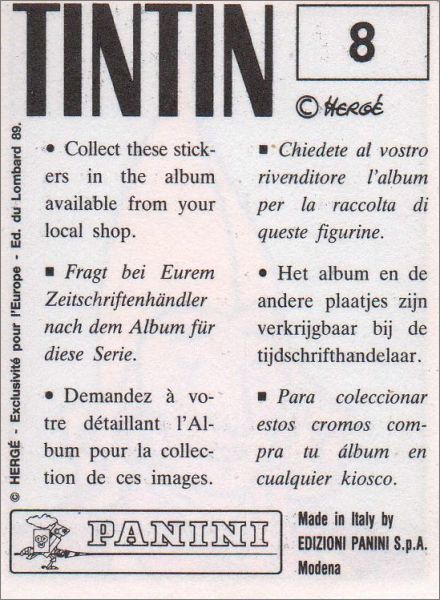 TINTIN
8
© HERGÉ
© HERGÉ - Exclusivité pour l'Europe - Ed. du Lombard 89.
• Collect these stick-
ers in the album
available from your
local shop.
■ Fragt bei Eurem
Zeitschriftenhändler
nach dem Album für
diese Serie.
• Demandez à vo-
tre détaillant l'Al-
bum pour la collec-
tion de ces images.
■ Chiedete al vostro
rivenditore l'album
per la raccolta di
queste figurine.
• Het album en de
andere plaatjes zijn
verkrijgbaar bij de
tijdschrifthandelaar.
■ Para coleccionar
estos cromos com-
pra tu álbum en
cualquier kiosco.
PANINI
Made in Italy by
EDIZIONI PANINI S.p.A.
Modena